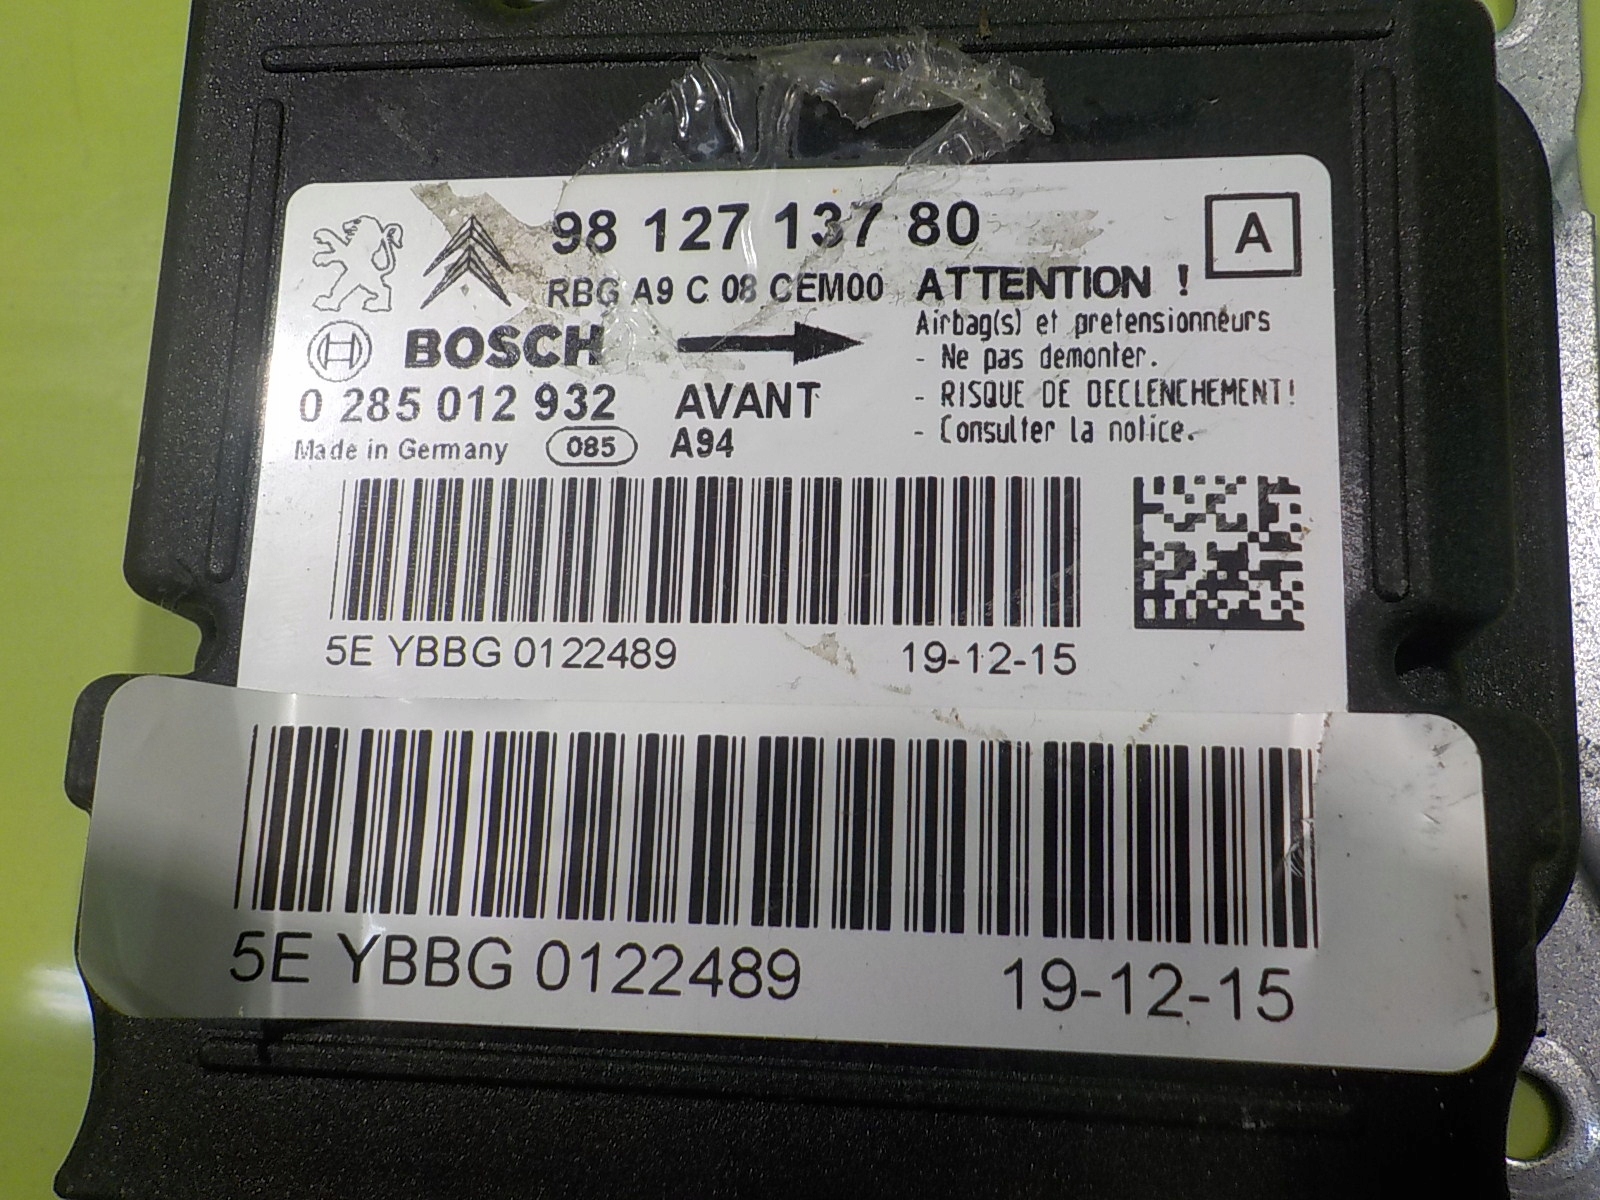 98 127 137 80
A
RBG A9 C 08 CEM00
ATTENTION !
Airbag(s) et pretensionneurs
- Ne pas demonter.
- RISQUE DE DECLENCHEMENT!
- Consulter la notice.
BOSCH
0 285 012 932
AVANT
Made in Germany
085
A94
5E YBBG 0122489
19-12-15
5E YBBG 0122489
19-12-15